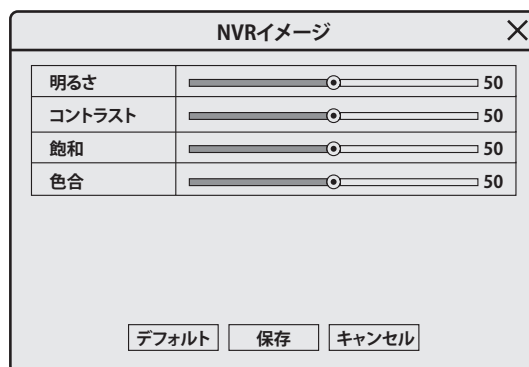 NVRイメージ
明るさ 50
コントラスト 50
飽和 50
色合 50
デフォルト 保存 キャンセル